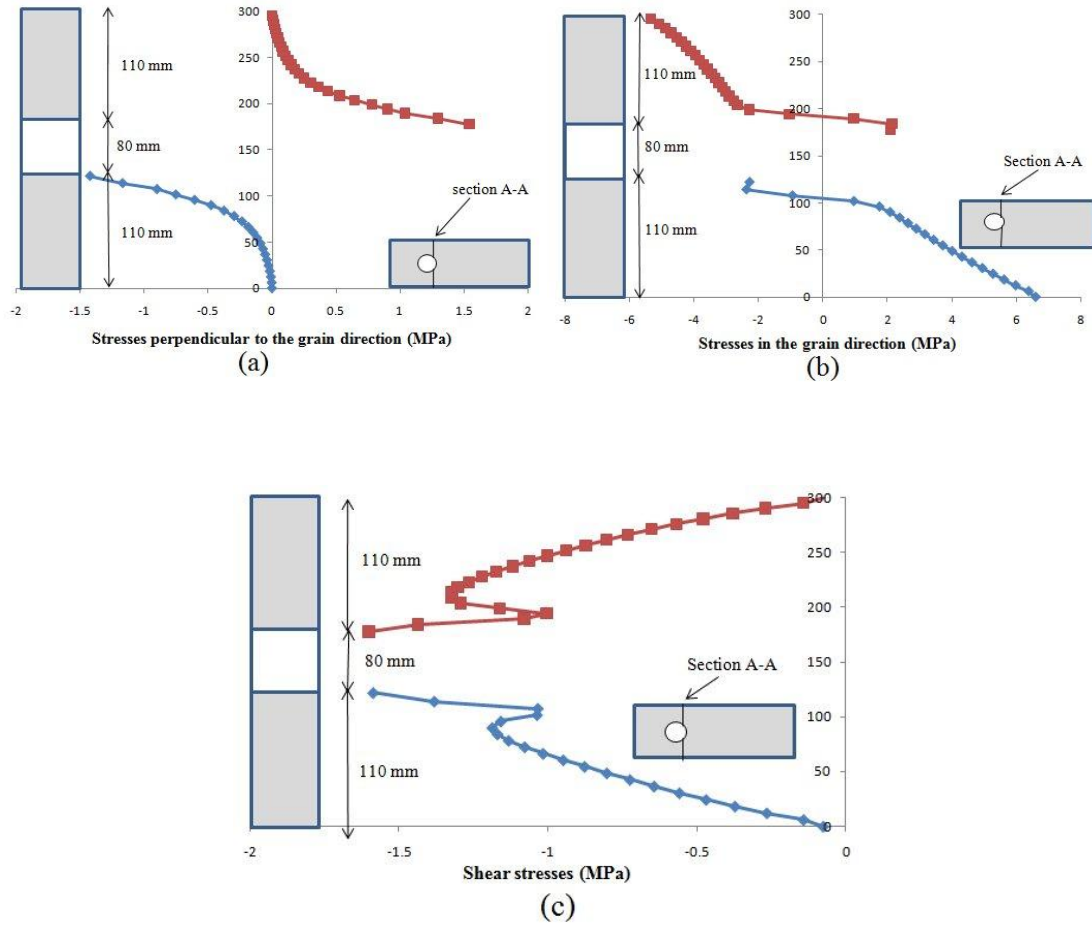 300
250
200
150
100
50
0
110 mm
80 mm
110 mm
section A-A
-2
-1.5
-1
-0.5
0
0.5
1
1.5
2
Stresses perpendicular to the grain direction (MPa)
(a)
300
250
200
150
100
50
0
110 mm
80 mm
110 mm
Section A-A
-8
-6
-4
-2
0
2
4
6
8
Stresses in the grain direction (MPa)
(b)
300
250
200
150
100
50
0
110 mm
80 mm
110 mm
Section A-A
-2
-1.5
-1
-0.5
0
Shear stresses (MPa)
(c)